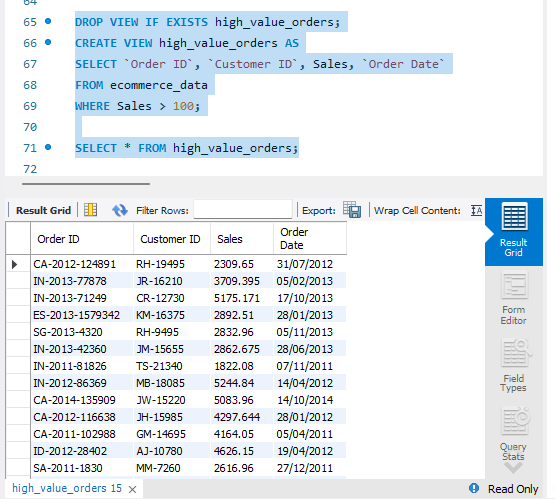 64
65 DROP VIEW IF EXISTS high_value_orders;
66 CREATE VIEW high_value_orders AS
67 SELECT `Order ID`, `Customer ID`, Sales, `Order Date`
68 FROM ecommerce_data
69 WHERE Sales > 100;
70
71 SELECT * FROM high_value_orders;
72
Result Grid Filter Rows: Export: Wrap Cell Content: IA
Order ID Customer ID Sales Order Date
CA-2012-124891 RH-19495 2309.65 31/07/2012
IN-2013-77878 JR-16210 3709.395 05/02/2013
IN-2013-71249 CR-12730 5175.171 17/10/2013
ES-2013-1579342 KM-16375 2892.51 28/01/2013
SG-2013-4320 RH-9495 2832.96 05/11/2013
IN-2013-42360 JM-15655 2862.675 28/06/2013
IN-2011-81826 TS-21340 1822.08 07/11/2011
IN-2012-86369 MB-18085 5244.84 14/04/2012
CA-2014-135909 JW-15220 5083.96 14/10/2014
CA-2012-116638 JH-15985 4297.644 28/01/2012
CA-2011-102988 GM-14695 4164.05 05/04/2011
ID-2012-28402 AJ-10780 4626.15 19/04/2012
SA-2011-1830 MM-7260 2616.96 27/12/2011
Result
Grid
Form
Editor
Field
Types
Query
Stats
high_value_orders 15 ×
Read Only